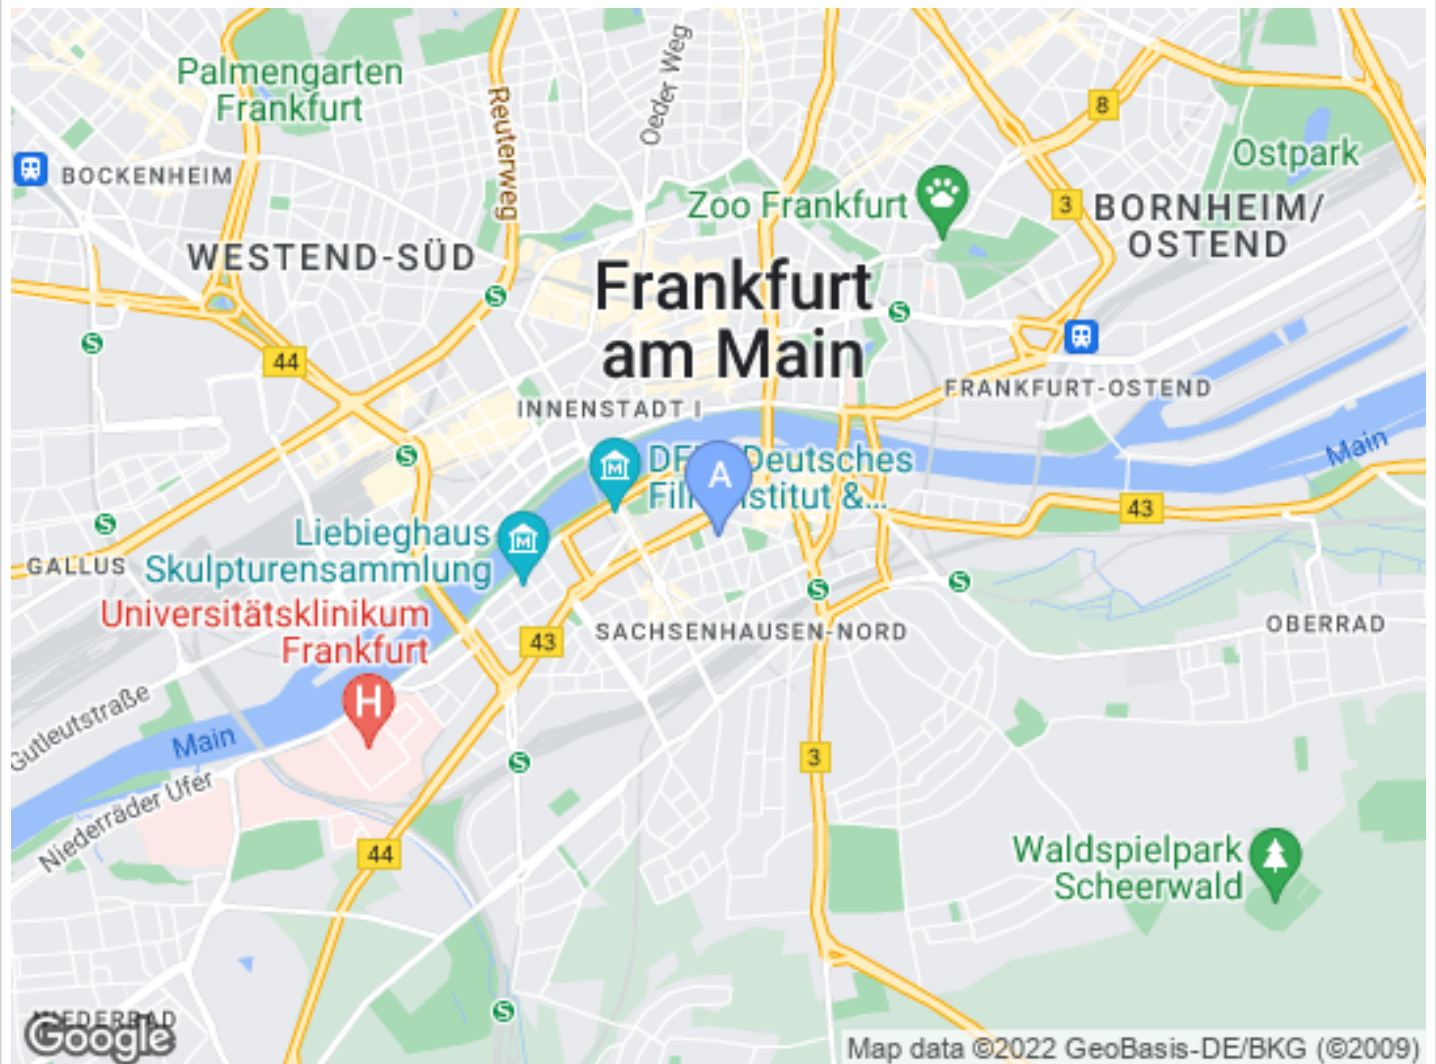 Palmengarten
Frankfurt
Reuterweg
Oeder Weg
8
Ostpark
BOCKENHEIM
Zoo Frankfurt
3
BORNHEIM/
OSTEND
WESTEND-SÜD
Frankfurt
am Main
S
S
S
S
44
FRANKFURT-OSTEND
INNENSTADT I
Main
S
A
Deutsches
43
S
Liebieghaus
Skulpturensammlung
GALLUS
Universitätsklinikum
Frankfurt
S
S
43
SACHSENHAUSEN-NORD
OBERRAD
H
Gutleutstraße
Main
3
S
Niederräder Ufer
44
Waldspielpark
Scheerwald
S
NIEDERRAD
Google
Map data ©2022 GeoBasis-DE/BKG (©2009)